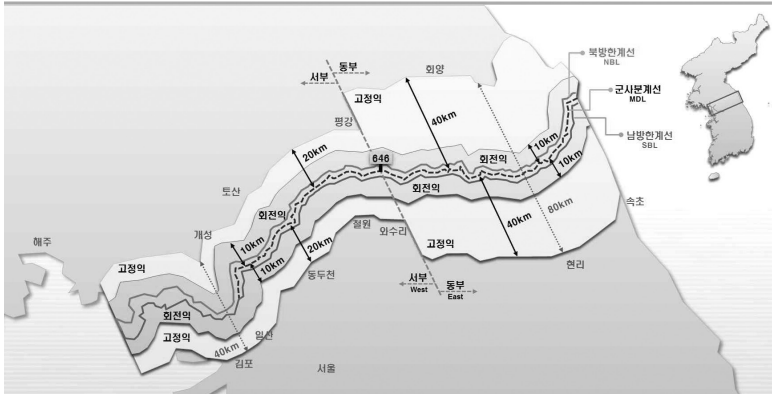 북방한계선
NBL
군사분계선
MDL
남방한계선
SBL
동부
서부
회양
고정익
평강
40km
20km
646
회전익
10km
10km
토산
회전익
회전익
40km
80km
속초
개성
10km
10km
20km
철원
와수리
고정익
해주
고정익
동두천
현리
서부
West
동부
East
회전익
고정익
일산
40km
김포
서울